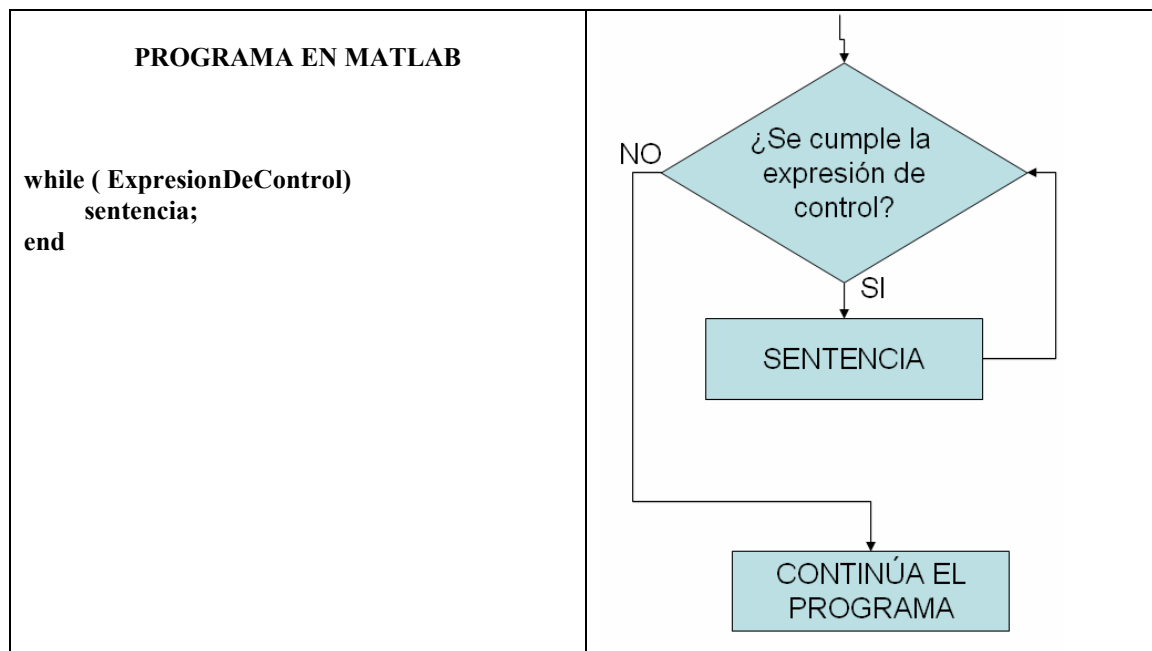 PROGRAMA EN MATLAB
while ( ExpresionDeControl)
sentencia;
end
¿Se cumple la
expresión de
control?
NO
SI
SENTENCIA
CONTINÚA EL
PROGRAMA